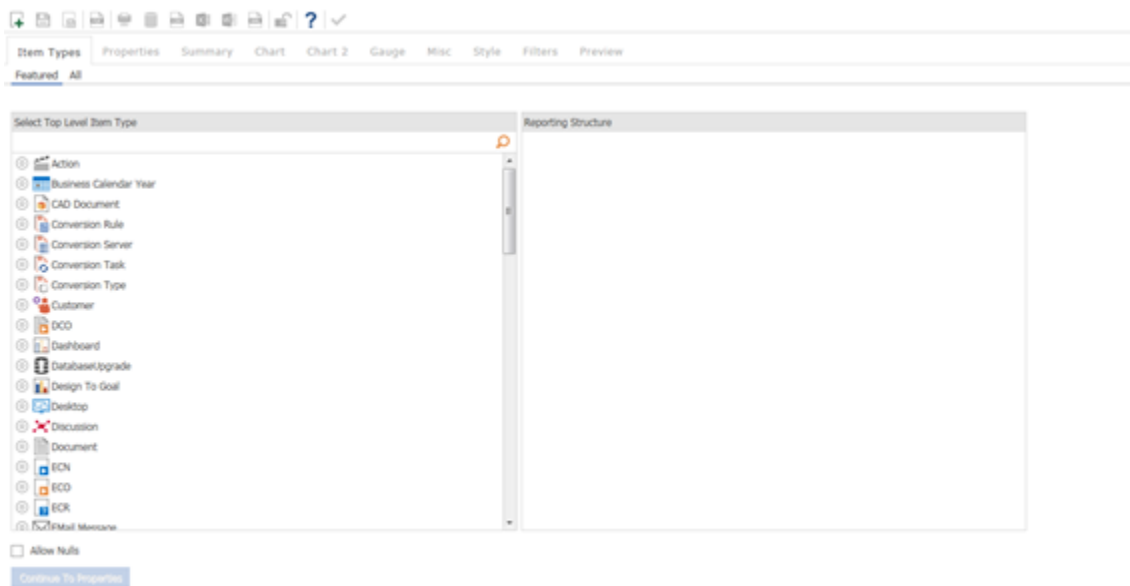 ?
Item Types Properties Summary Chart Chart 2 Gauge Misc Style Filters Preview
Featured All
Select Top Level Item Type Reporting Structure
Action
Business Calendar Year
CAD Document
Conversion Rule
Conversion Server
Conversion Task
Conversion Type
Customer
DCO
Dashboard
DatabaseUpgrade
Design To Goal
Desktop
Discussion
Document
ECN
ECO
ECR
EMail Message
Allow Nulls
Continue To Properties